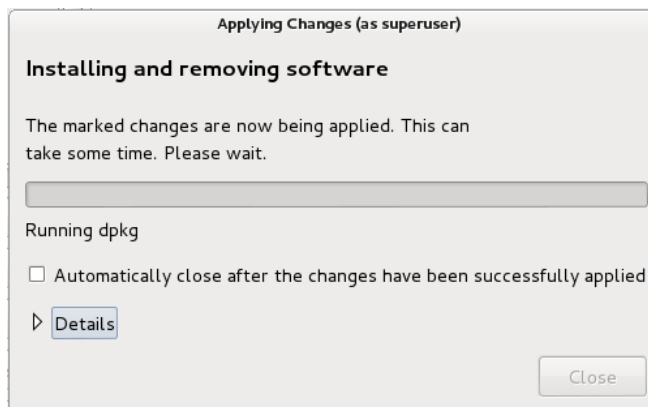 Applying Changes (as superuser)
Installing and removing software
The marked changes are now being applied. This can
take some time. Please wait.
Running dpkg
Automatically close after the changes have been successfully applied
Details
Close